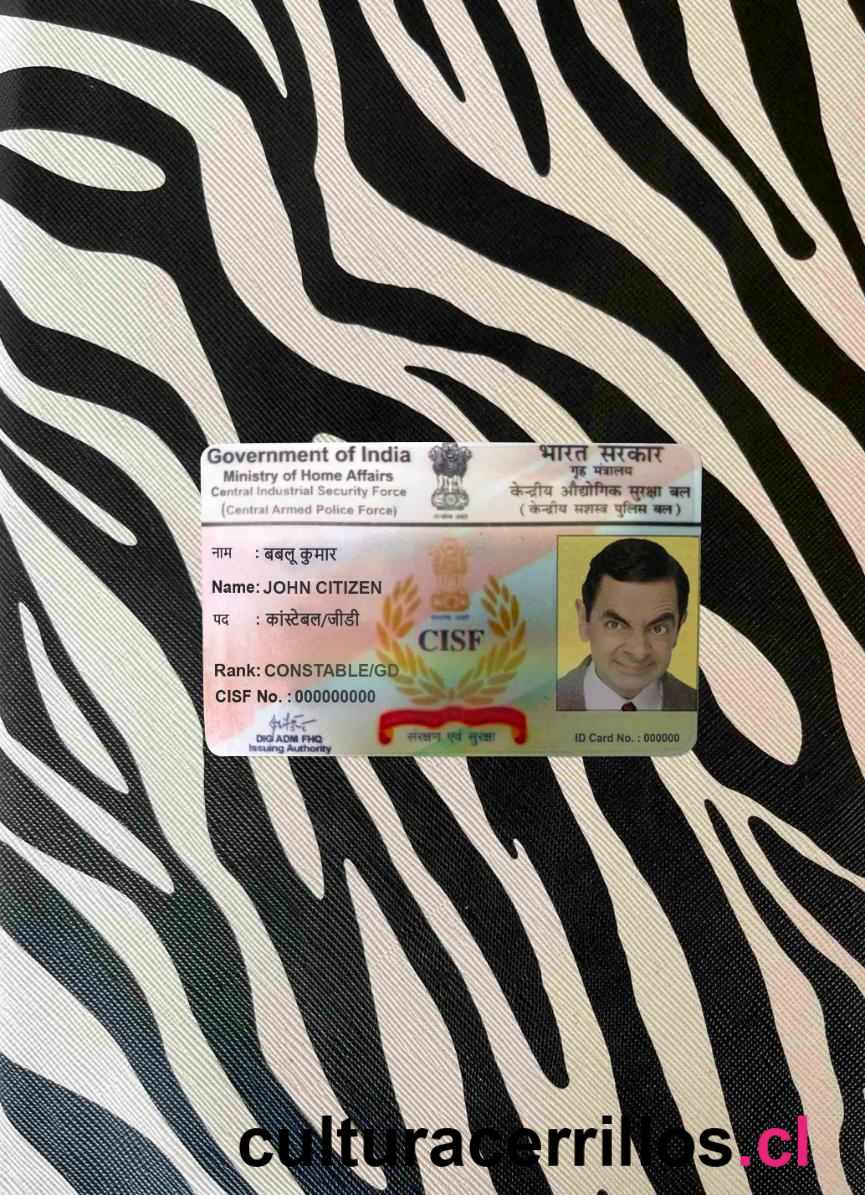 Government of India
Ministry of Home Affairs
Central Industrial Security Force
(Central Armed Police Force)
भारत सरकार
गृह मंत्रालय
केन्द्रीय औद्योगिक सुरक्षा बल
( केन्द्रीय सशस्त्र पुलिस बल )
नाम : बबलू कुमार
Name: JOHN CITIZEN
पद : कांस्टेबल/जीडी
Rank: CONSTABLE/GD
CISF No. : 000000000
CISF
DIG ADM FHQ
Issuing Authority
संरक्षण एवं सुरक्षा
ID Card No. : 000000
culturacerrillos.cl